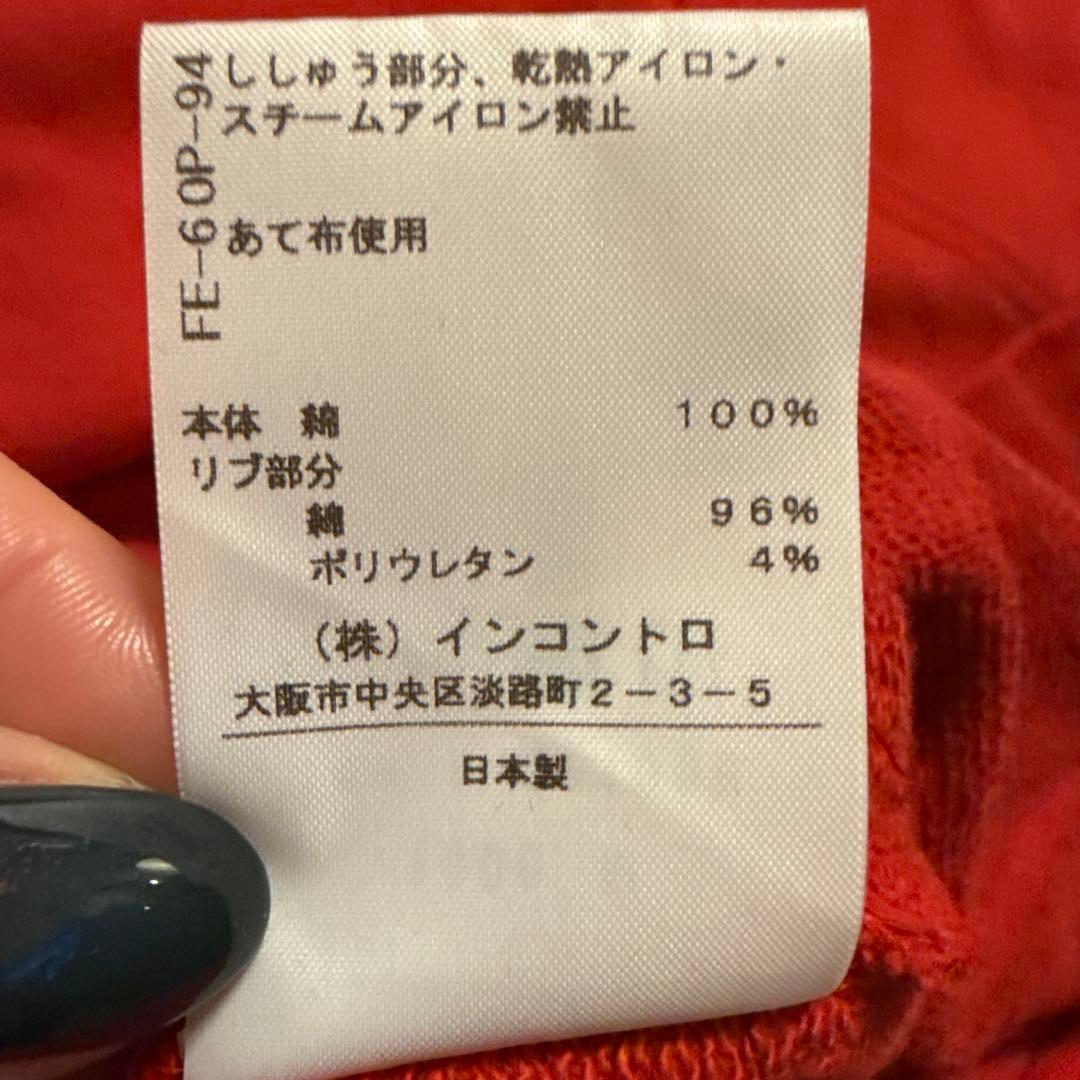 FE-60P-94
ししゅう部分、乾熱アイロン・
スチームアイロン禁止
あて布使用
本体 綿 100%
リブ部分
綿 96%
ポリウレタン 4%
(株)インコントロ
大阪市中央区淡路町2-3-5
日本製